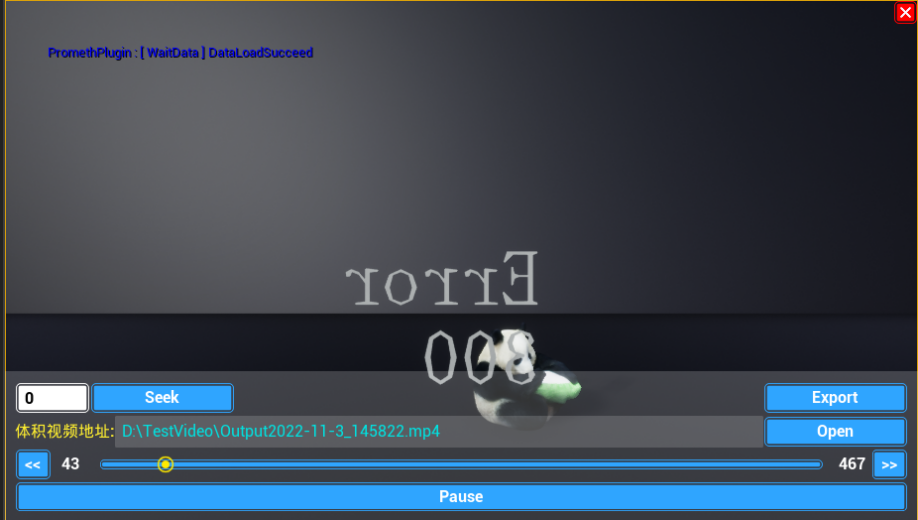 PromethPlugin : [ WaitData ] DataLoadSucceed
Error
800
0
Seek
Export
体积视频地址:
D:\TestVideo\Output2022-11-3_145822.mp4
Open
<<
43
467
>>
Pause